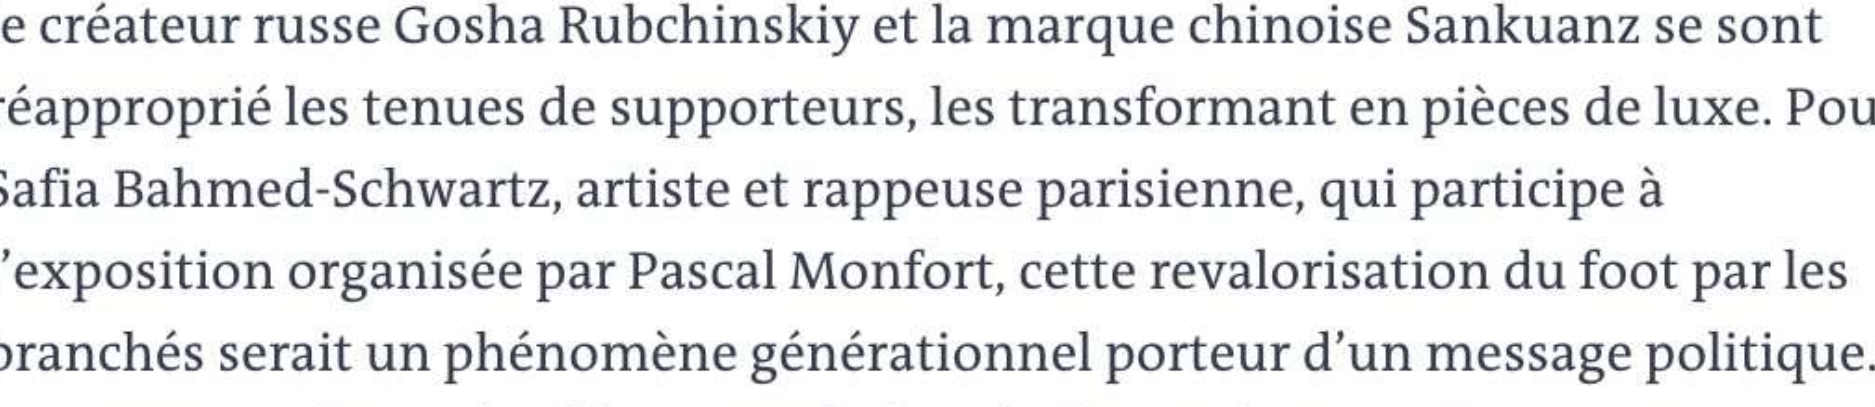 e créateur russe Gosha Rubchinskiy et la marque chinoise Sankuanz se sont
réapproprié les tenues de supporteurs, les transformant en pièces de luxe. Pou
Safia Bahmed-Schwartz, artiste et rappeuse parisienne, qui participe à
l’exposition organisée par Pascal Monfort, cette revalorisation du foot par les
branchés serait un phénomène générationnel porteur d’un message politique.